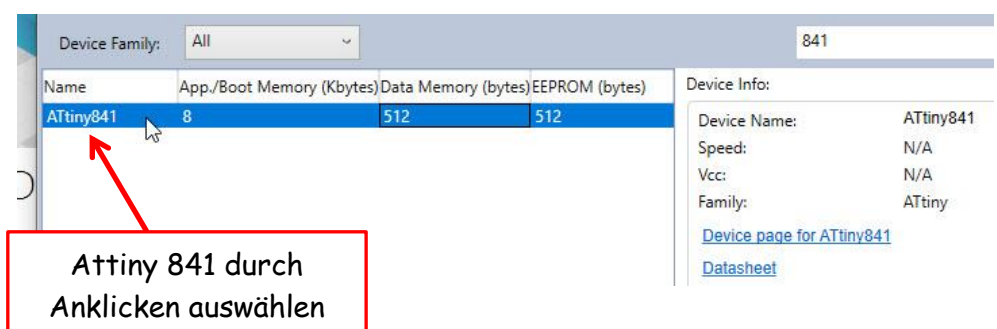 Device Family: All 841
Name App./Boot Memory (Kbytes) Data Memory (bytes) EEPROM (bytes) Device Info:
ATtiny841 8 512 512
Device Name: ATtiny841
Speed: N/A
Vcc: N/A
Family: ATtiny
Device page for ATtiny841
Datasheet
Attiny 841 durch
Anklicken auswählen